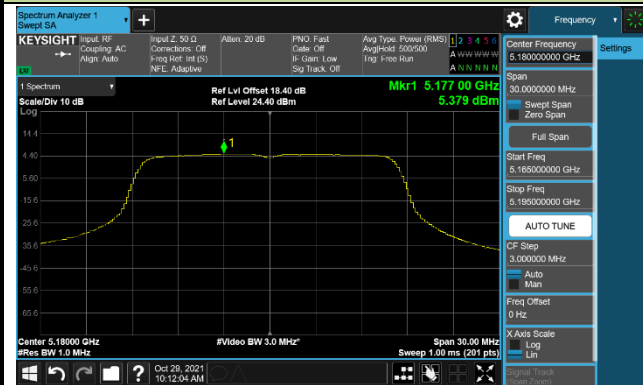 Spectrum Analyzer 1
Swept SA
Frequency
KEYSIGHT Input: RF Input Z: 50 Ω Atten: 20 dB PNO: Fast Avg Type: Power (RMS) 1 2 3 4 5 6
Coupling: AC Corrections: Off Gate: Off Avg|Hold: 500/500 A W W W W W
Align: Auto Freq Ref: Int (S) IF Gain: Low Trig: Free Run
NFE: Adaptive Sig Track: Off A N N N N N
LXI
1 Spectrum
Ref Lvl Offset 18.40 dB Mkr1 5.177 00 GHz
Scale/Div 10 dB Ref Level 24.40 dBm 5.379 dBm
Log
1
14.4
4.40
-5.60
-15.6
-25.6
-35.6
-45.6
-55.6
-65.6
Center 5.18000 GHz #Video BW 3.0 MHz* Span 30.00 MHz
#Res BW 1.0 MHz Sweep 1.00 ms (201 pts)
Oct 29, 2021
10:12:04 AM
Center Frequency
5.180000000 GHz
Settings
Span
30.0000000 MHz
Swept Span
Zero Span
Full Span
Start Freq
5.165000000 GHz
Stop Freq
5.195000000 GHz
AUTO TUNE
CF Step
3.000000 MHz
Auto
Man
Freq Offset
0 Hz
X Axis Scale
Log
Lin
Signal Track
(Span Zoom)